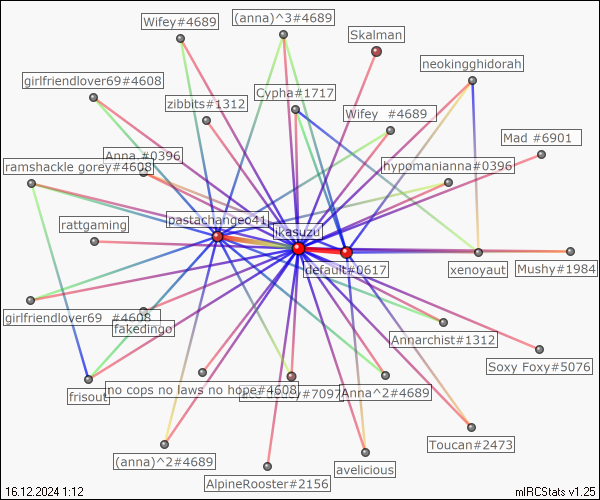 Wifey#4689
(anna)^3#4689
Skalman
neokingghidorah
girlfriendlover69#4608
Cypha#1717
zibbits#1312
Wifey  #4689
Mad #6901
Anna #0396
ramshackle gorey#4608
hypomanianna#0396
pastachangeo41
rattgaming
ikasuzu
default#0617
xenoyaut
Mushy#1984
girlfriendlover69  #4608
fakedingo
Annarchist#1312
Soxy Foxy#5076
frisout
no cops no laws no hope#4608
#7097
Anna^2#4689
Toucan#2473
(anna)^2#4689
avelicious
AlpineRooster#2156
16.12.2024 1:12
mIRCStats v1.25